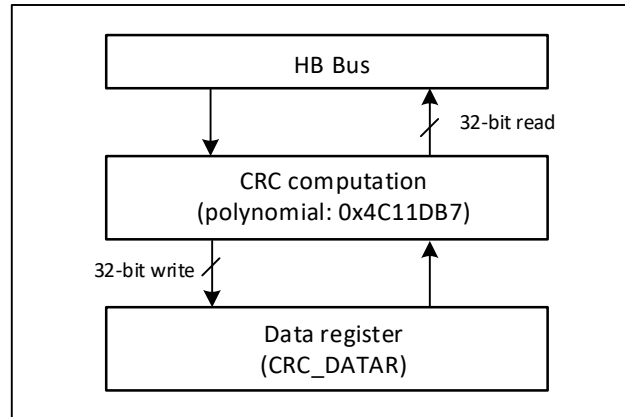 HB Bus
32-bit read
CRC computation
(polynomial: 0x4C11DB7)
32-bit write
Data register
(CRC_DATAR)